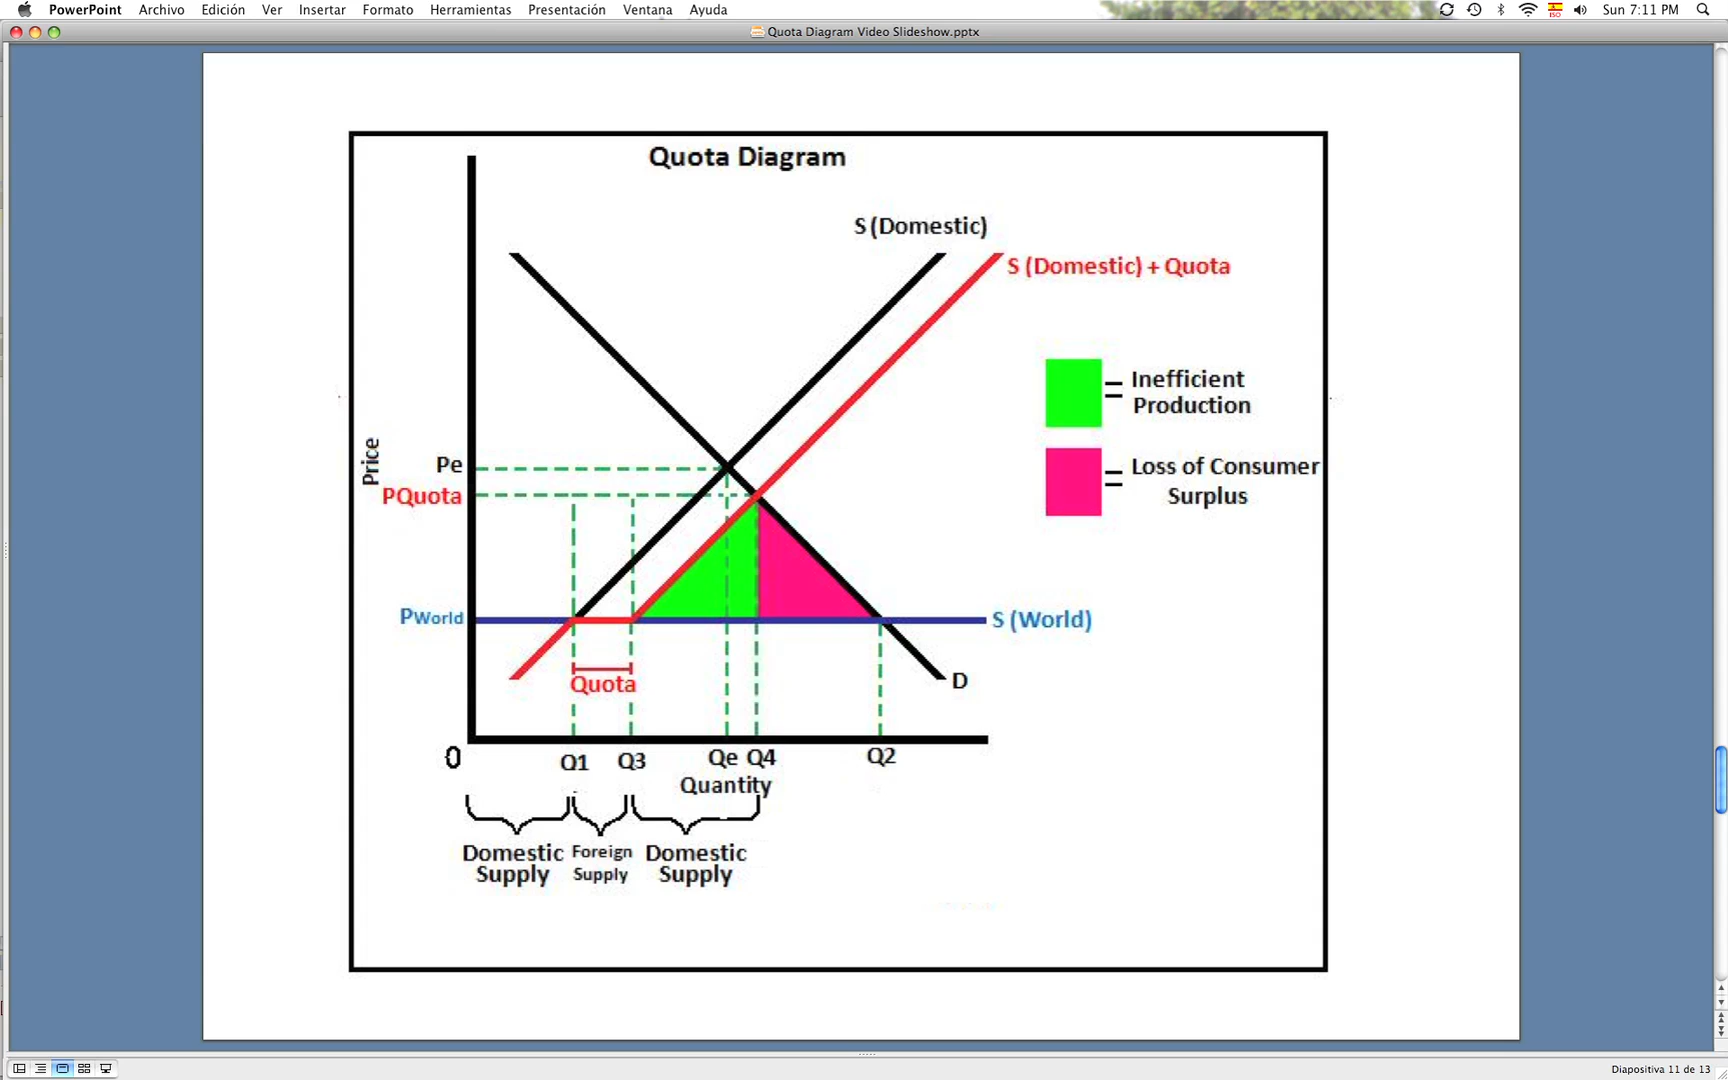 PowerPoint Archivo Edición Ver Insertar Formato Herramientas Presentación Ventana Ayuda
ISO
Sun 7:11 PM
Quota Diagram Video Slideshow.pptx
Quota Diagram
S (Domestic)
S (Domestic) + Quota
= Inefficient
Production
= Loss of Consumer
Surplus
Price
Pe
PQuota
PWorld
S (World)
Quota
D
0
Q1 Q3 Qe Q4 Q2
Quantity
Domestic
Supply
Foreign
Supply
Domestic
Supply
Diapositiva 11 de 13